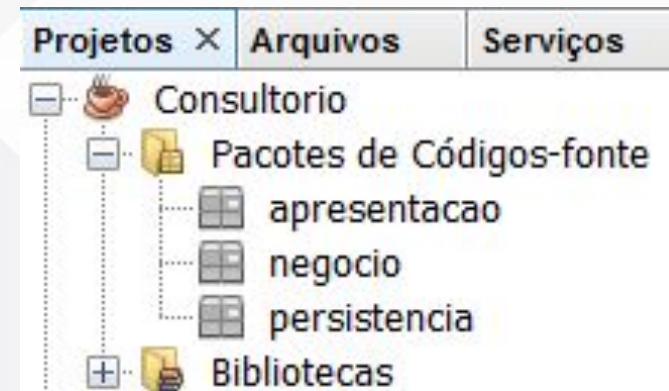 Projetos × Arquivos Serviços
Consultorio
Pacotes de Códigos-fonte
apresentacao
negocio
persistencia
Bibliotecas